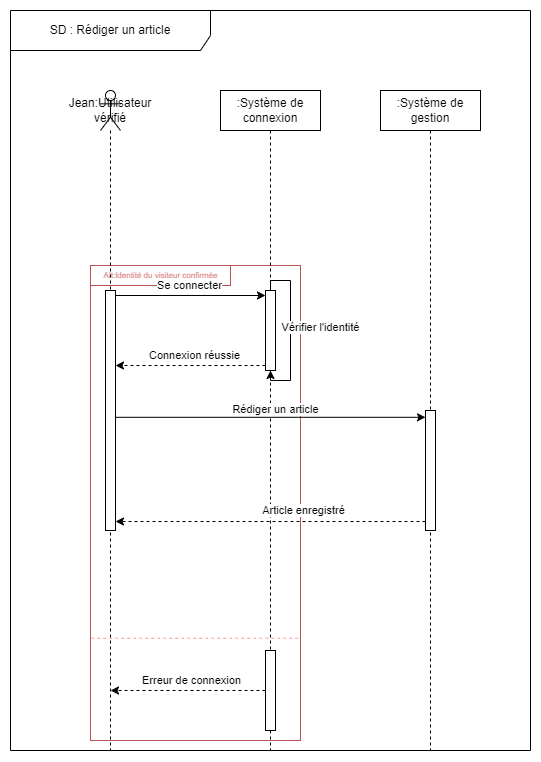 SD : Rédiger un article
Jean:Utilisateur
vérifié
:Système de
connexion
:Système de
gestion
Alt:Identité du visiteur confirmée
Se connecter
Vérifier l'identité
Connexion réussie
Rédiger un article
Article enregistré
Erreur de connexion